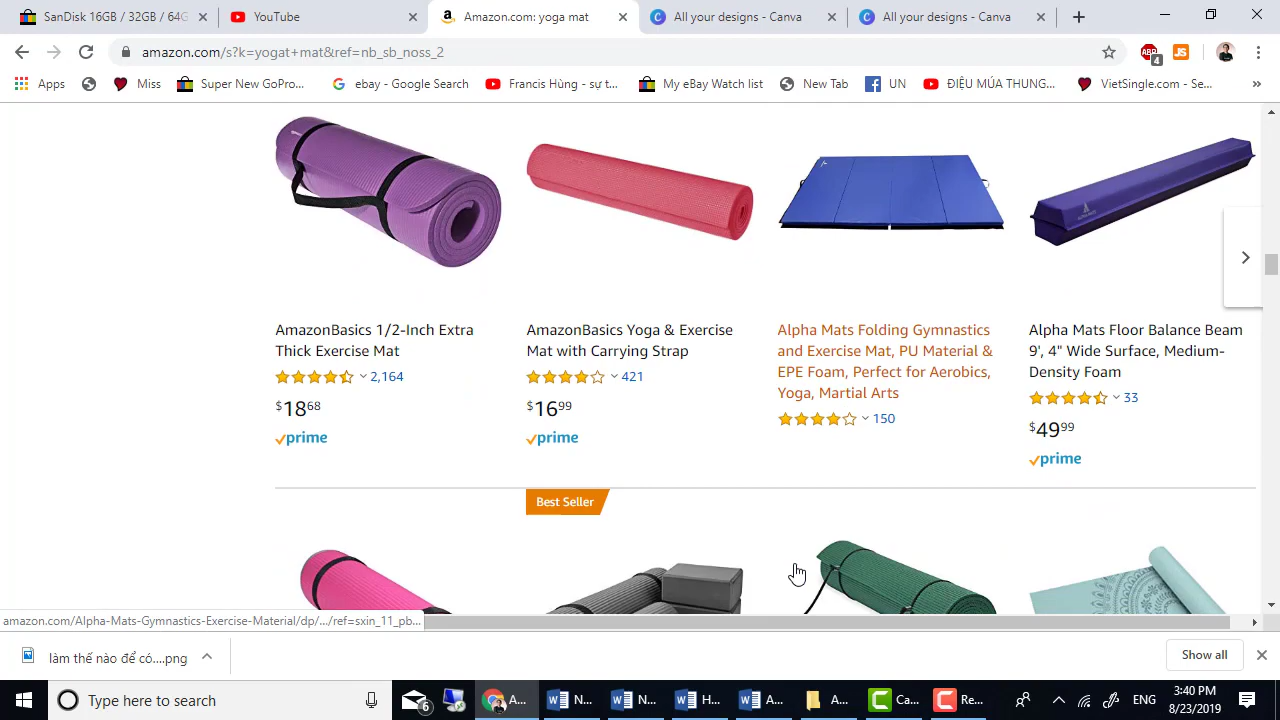 SanDisk 16GB / 32GB / 64G
YouTube
Amazon.com: yoga mat
All your designs - Canva
All your designs - Canva
amazon.com/s?k=yogat+mat&ref=nb_sb_noss_2
ABP
4
JS
Apps
Miss
Super New GoPro...
ebay - Google Search
Francis Hùng - sự t...
My eBay Watch list
New Tab
UN
ĐIỆU MÚA THUNG...
VietSingle.com - Se...
»
AmazonBasics 1/2-Inch Extra
Thick Exercise Mat
2,164
$18 68
prime
AmazonBasics Yoga & Exercise
Mat with Carrying Strap
421
$16 99
prime
Alpha Mats Folding Gymnastics
and Exercise Mat, PU Material &
EPE Foam, Perfect for Aerobics,
Yoga, Martial Arts
150
Alpha Mats Floor Balance Beam
9', 4" Wide Surface, Medium-
Density Foam
33
$49 99
prime
Best Seller
amazon.com/Alpha-Mats-Gymnastics-Exercise-Material/dp/.../ref=sxin_11_pb...
làm thế nào để có....png
Show all
Type here to search
6
A...
N...
N...
H...
A...
A...
Ca...
Re...
ENG
3:40 PM
8/23/2019